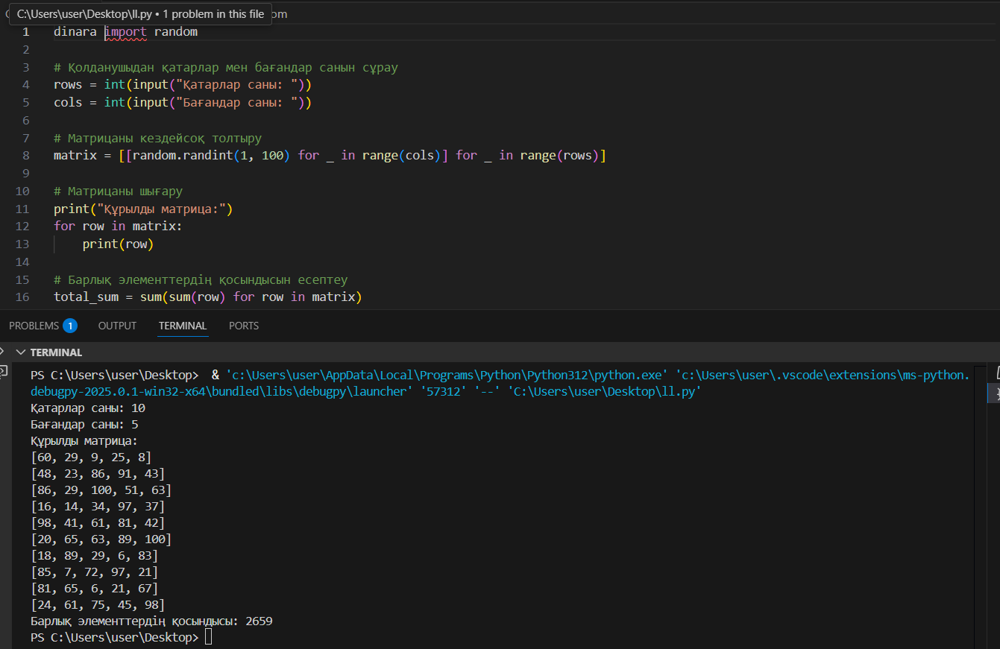 C:\Users\user\Desktop\ll.py • 1 problem in this file
om
1 dinara import random
2
3 # Қолданушыдан қатарлар мен бағандар санын сұрау
4 rows = int(input("Қатарлар саны: "))
5 cols = int(input("Бағандар саны: "))
6
7 # Матрицаны кездейсоқ толтыру
8 matrix = [[random.randint(1, 100) for _ in range(cols)] for _ in range(rows)]
9
10 # Матрицаны шығару
11 print("Құрылды матрица:")
12 for row in matrix:
13     print(row)
14
15 # Барлық элементтердің қосындысын есептеу
16 total_sum = sum(sum(row) for row in matrix)
PROBLEMS 1 OUTPUT TERMINAL PORTS
TERMINAL
PS C:\Users\user\Desktop>  & 'c:\Users\user\AppData\Local\Programs\Python\Python312\python.exe' 'c:\Users\user\.vscode\extensions\ms-python.
debugpy-2025.0.1-win32-x64\bundled\libs\debugpy\launcher' '57312' '--' 'C:\Users\user\Desktop\ll.py'
Қатарлар саны: 10
Бағандар саны: 5
Құрылды матрица:
[60, 29, 9, 25, 8]
[48, 23, 86, 91, 43]
[86, 29, 100, 51, 63]
[16, 14, 34, 97, 37]
[98, 41, 61, 81, 42]
[20, 65, 63, 89, 100]
[18, 89, 29, 6, 83]
[85, 7, 72, 97, 21]
[81, 65, 6, 21, 67]
[24, 61, 75, 45, 98]
Барлық элементтердің қосындысы: 2659
PS C:\Users\user\Desktop>